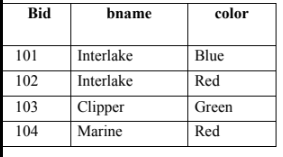 Bid bname color
101 Interlake Blue
102 Interlake Red
103 Clipper Green
104 Marine Red